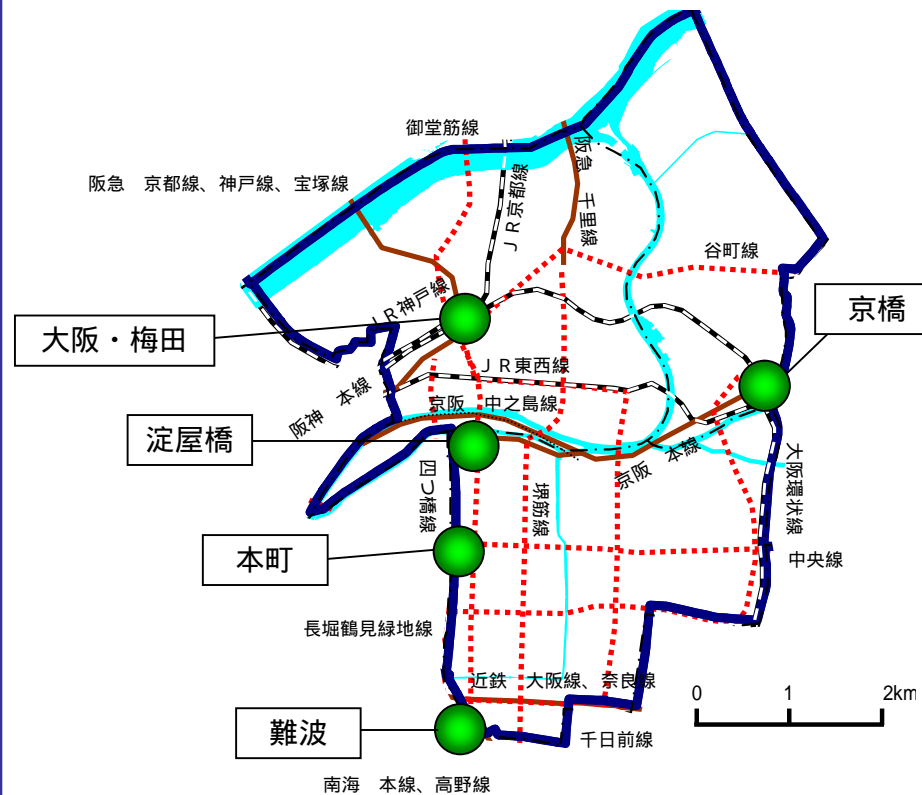 御堂筋線
阪急　京都線、神戸線、宝塚線
ＪＲ京都線
阪急　千里線
谷町線
ＪＲ神戸線
京橋
大阪・梅田
ＪＲ東西線
阪神　本線
京阪　中之島線
淀屋橋
京阪　本線
四つ橋線
堺筋線
大阪環状線
本町
中央線
長堀鶴見緑地線
近鉄　大阪線、奈良線
0 1 2km
難波
千日前線
南海　本線、高野線